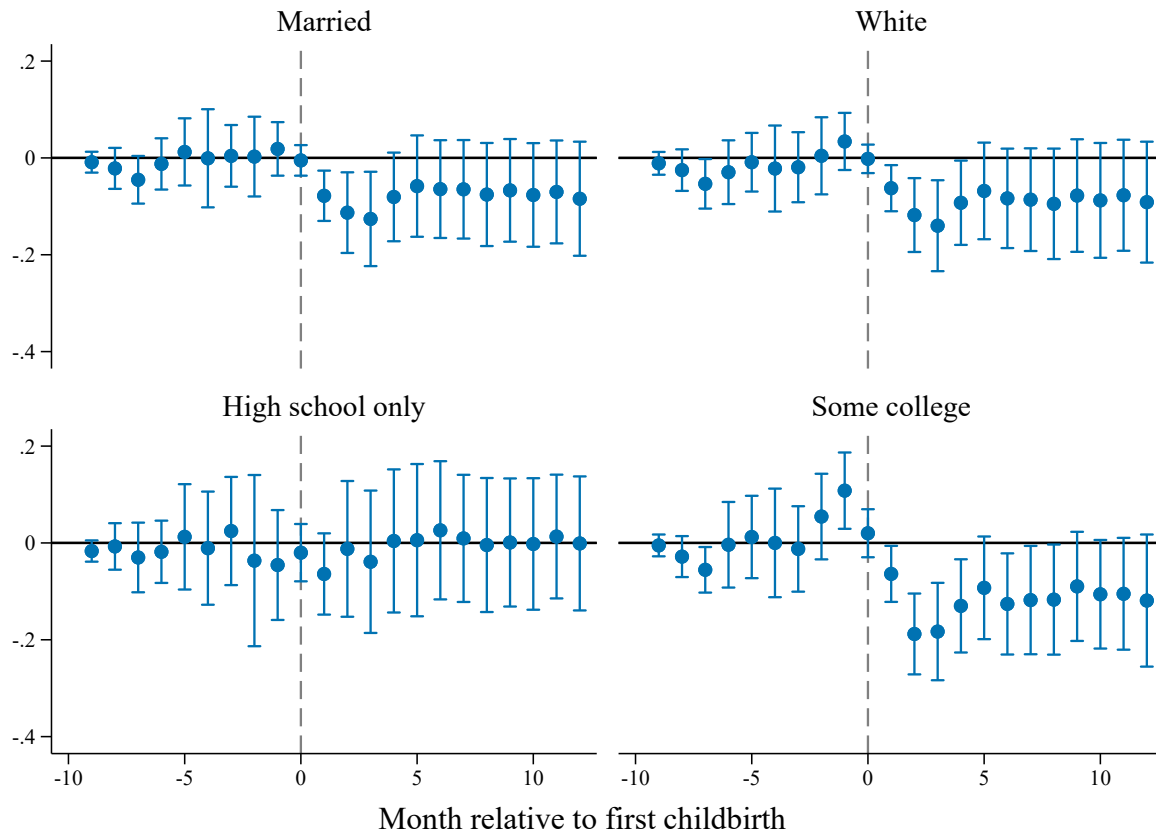 Married
White
.2
0
-.2
-.4
High school only
Some college
.2
0
-.2
-.4
-10 -5 0 5 10 -10 -5 0 5 10
Month relative to first childbirth